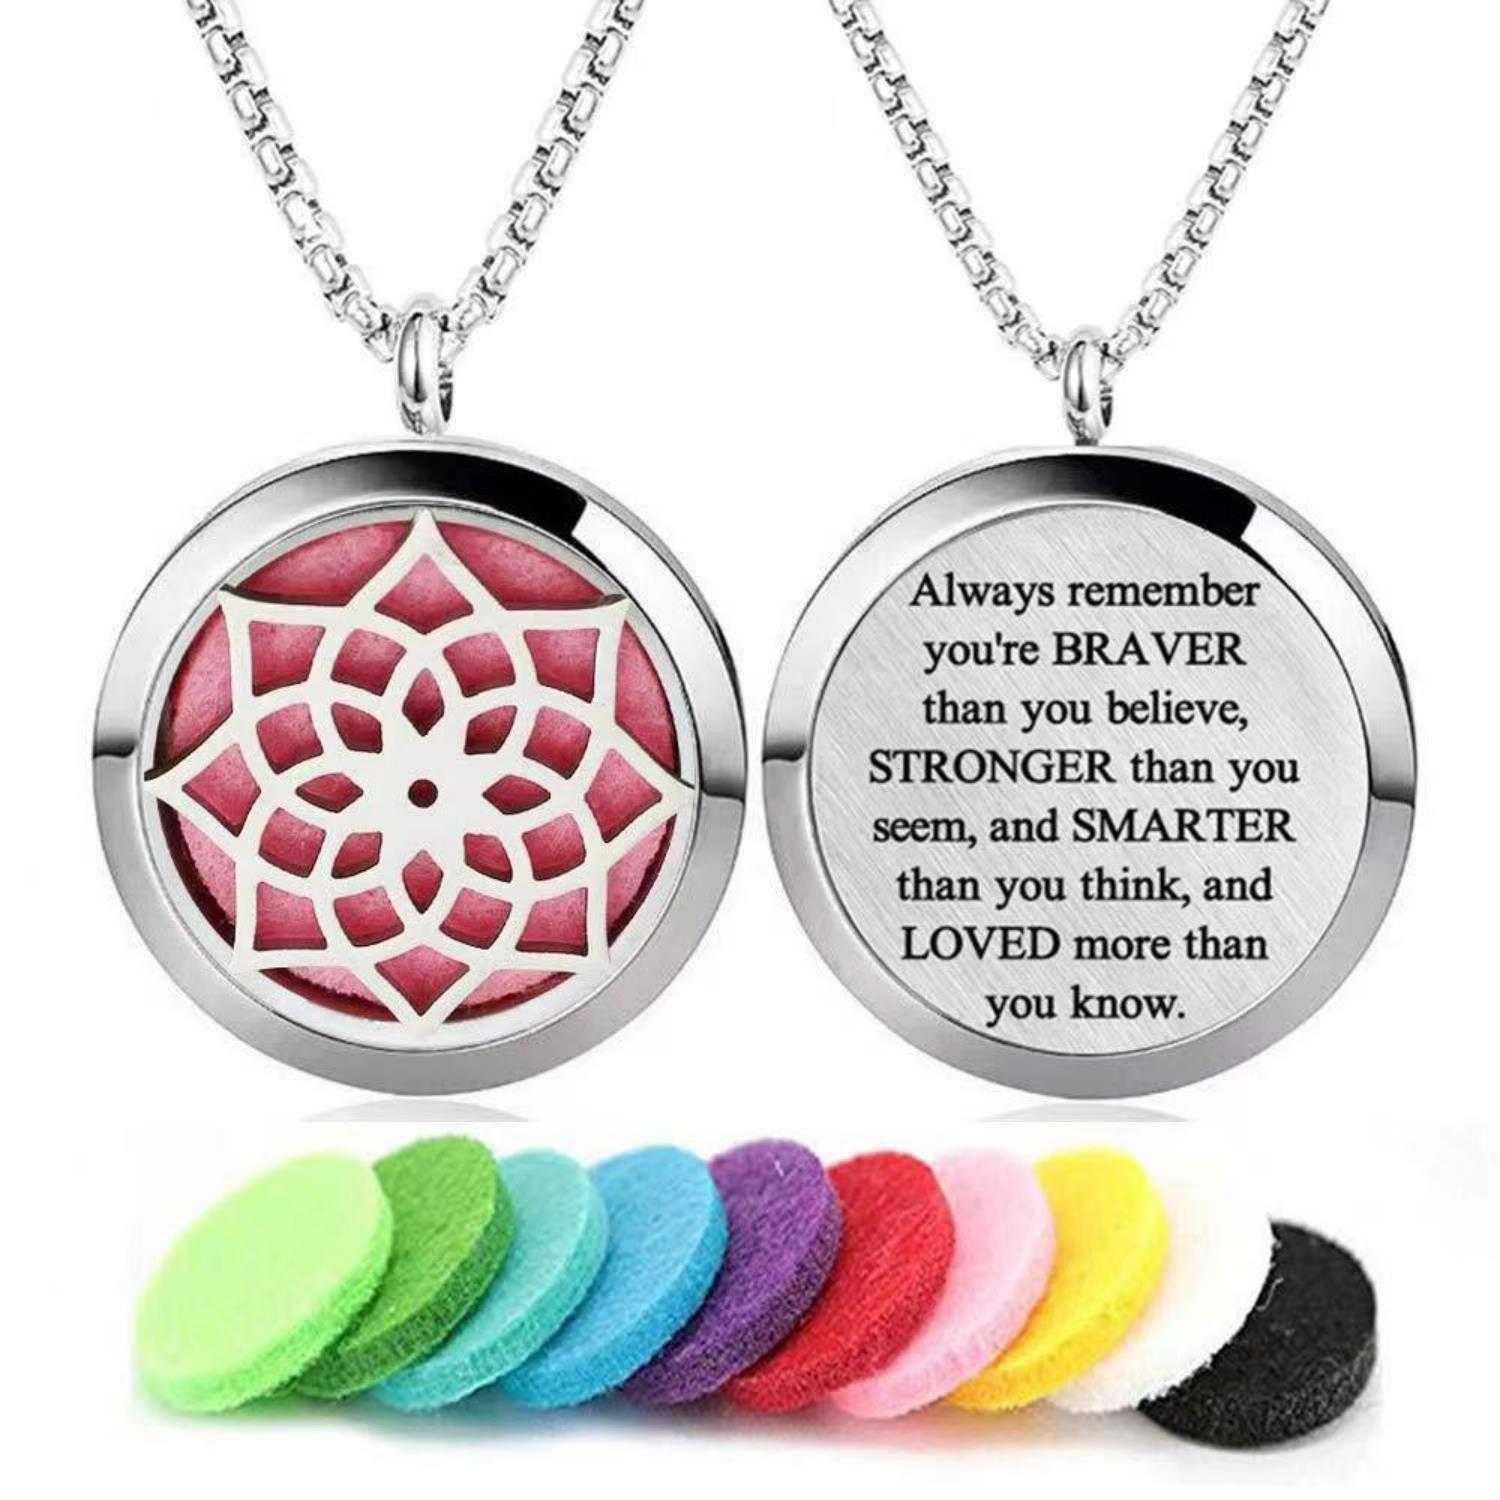 Always remember
you're BRAVER
than you believe,
STRONGER than you
seem, and SMARTER
than you think, and
LOVED more than
you know.